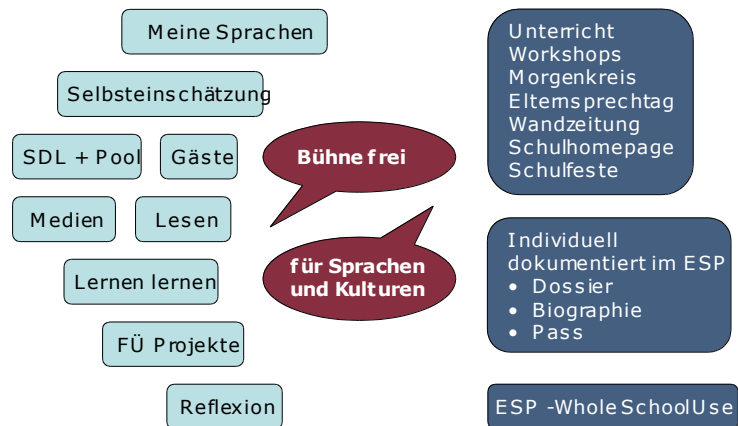 Meine Sprachen
Selbsteinschätzung
SDL + Pool
Gäste
Medien
Lesen
Lernen lernen
FÜ Projekte
Reflexion
Bühne frei
für Sprachen
und Kulturen
Unterricht
Workshops
Morgenkreis
Elternsprechtag
Wandzeitung
Schulhomepage
Schulfeste
Individuell
dokumentiert im ESP
• Dossier
• Biographie
• Pass
ESP -Whole School Use